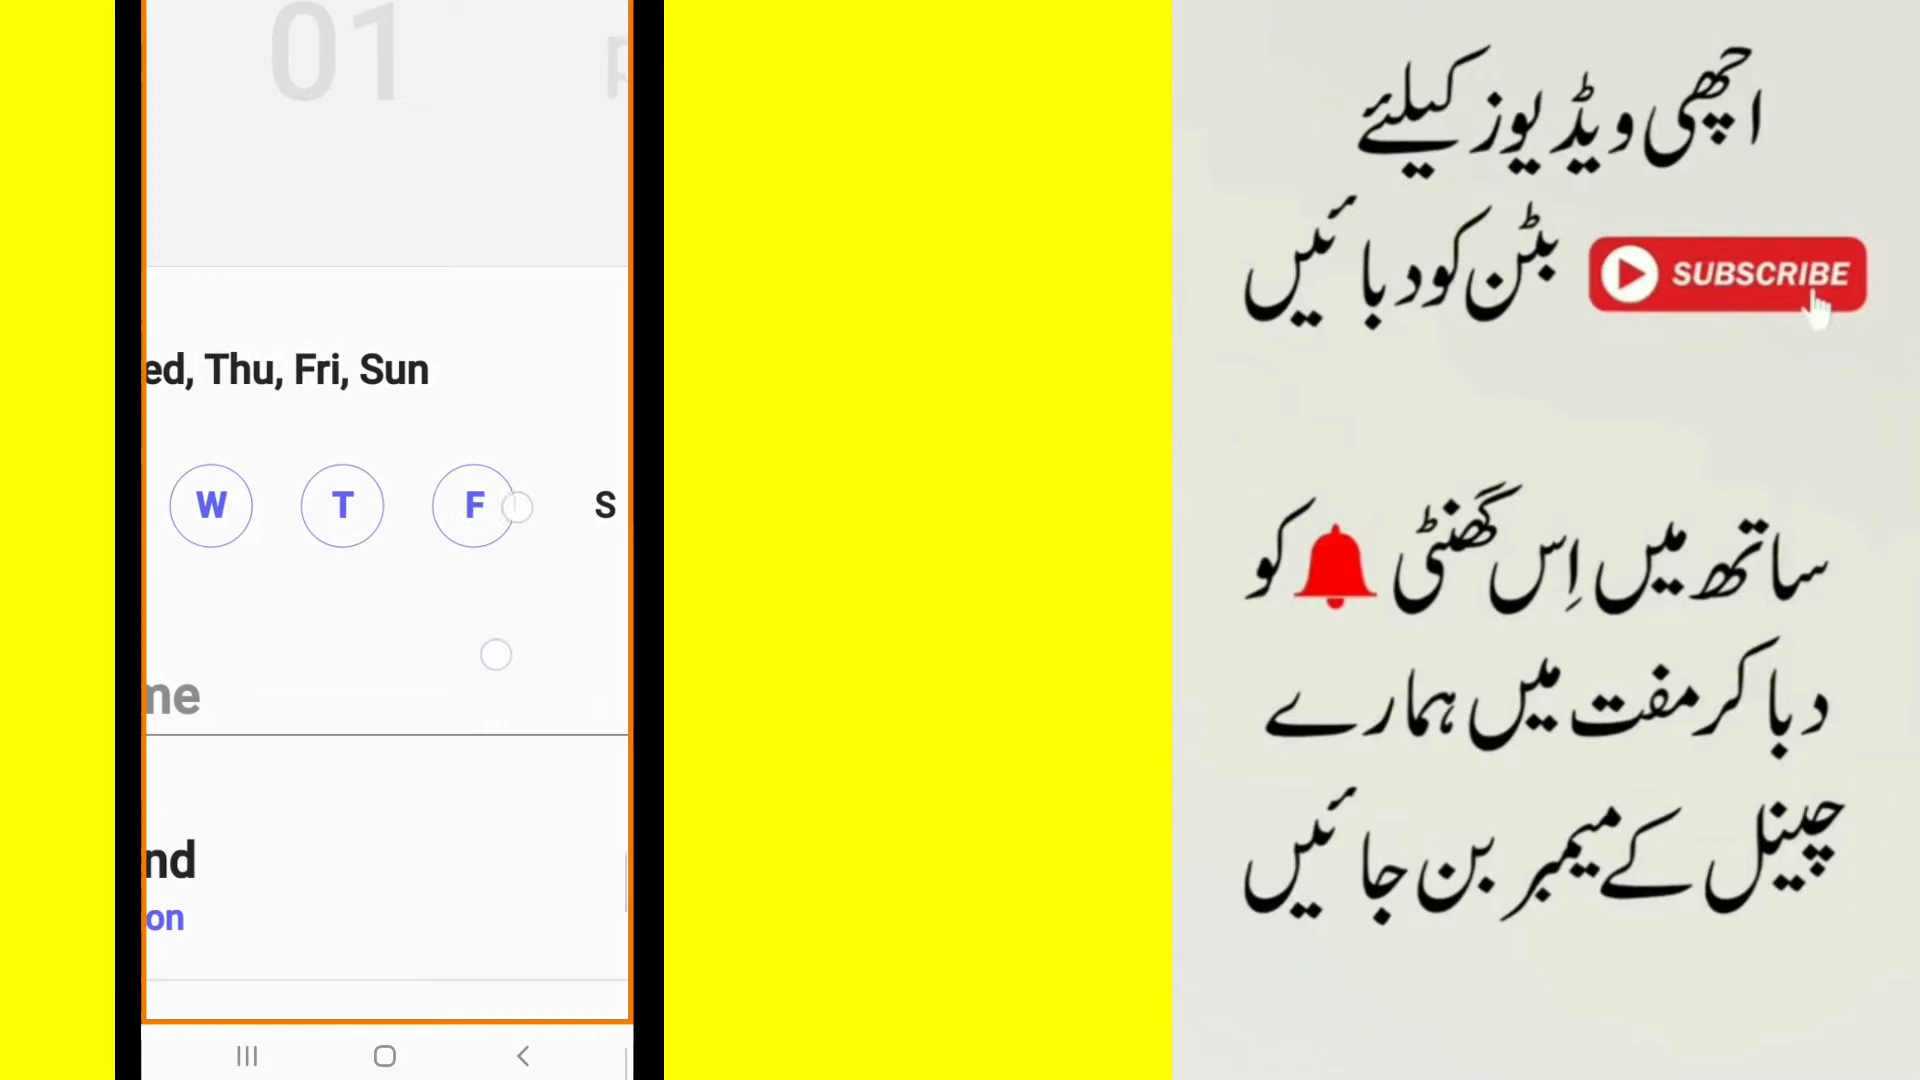 01
ed, Thu, Fri, Sun
W T F S
me
nd
on
اچھی ویڈیوز کیلئے
بٹن کو دبائیں SUBSCRIBE
ساتھ میں اِس گھنٹی کو
دبا کر مفت میں ہمارے
چینل کے میمبر بن جائیں